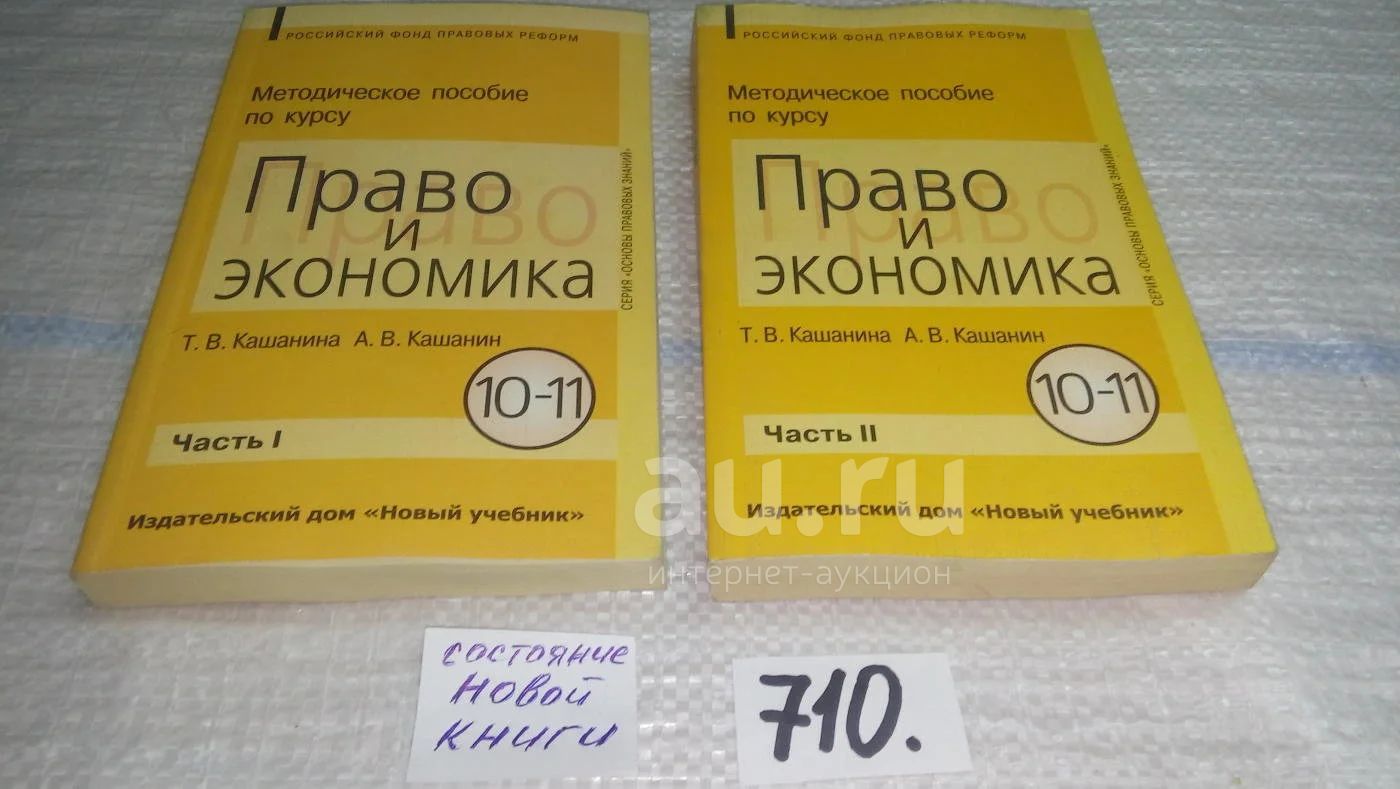 РОССИЙСКИЙ ФОНД ПРАВОВЫХ РЕФОРМ
Методическое пособие
по курсу
Право
и
экономика
СЕРИЯ «ОСНОВЫ ПРАВОВЫХ ЗНАНИЙ»
Т. В. Кашанина А. В. Кашанин
10-11
Часть I
Издательский дом «Новый учебник»
РОССИЙСКИЙ ФОНД ПРАВОВЫХ РЕФОРМ
Методическое пособие
по курсу
Право
и
экономика
СЕРИЯ «ОСНОВЫ ПРАВОВЫХ ЗНАНИЙ»
Т. В. Кашанина А. В. Кашанин
10-11
Часть II
Издательский дом «Новый учебник»
au.ru
интернет-аукцион
состояние
новой
книги
710.